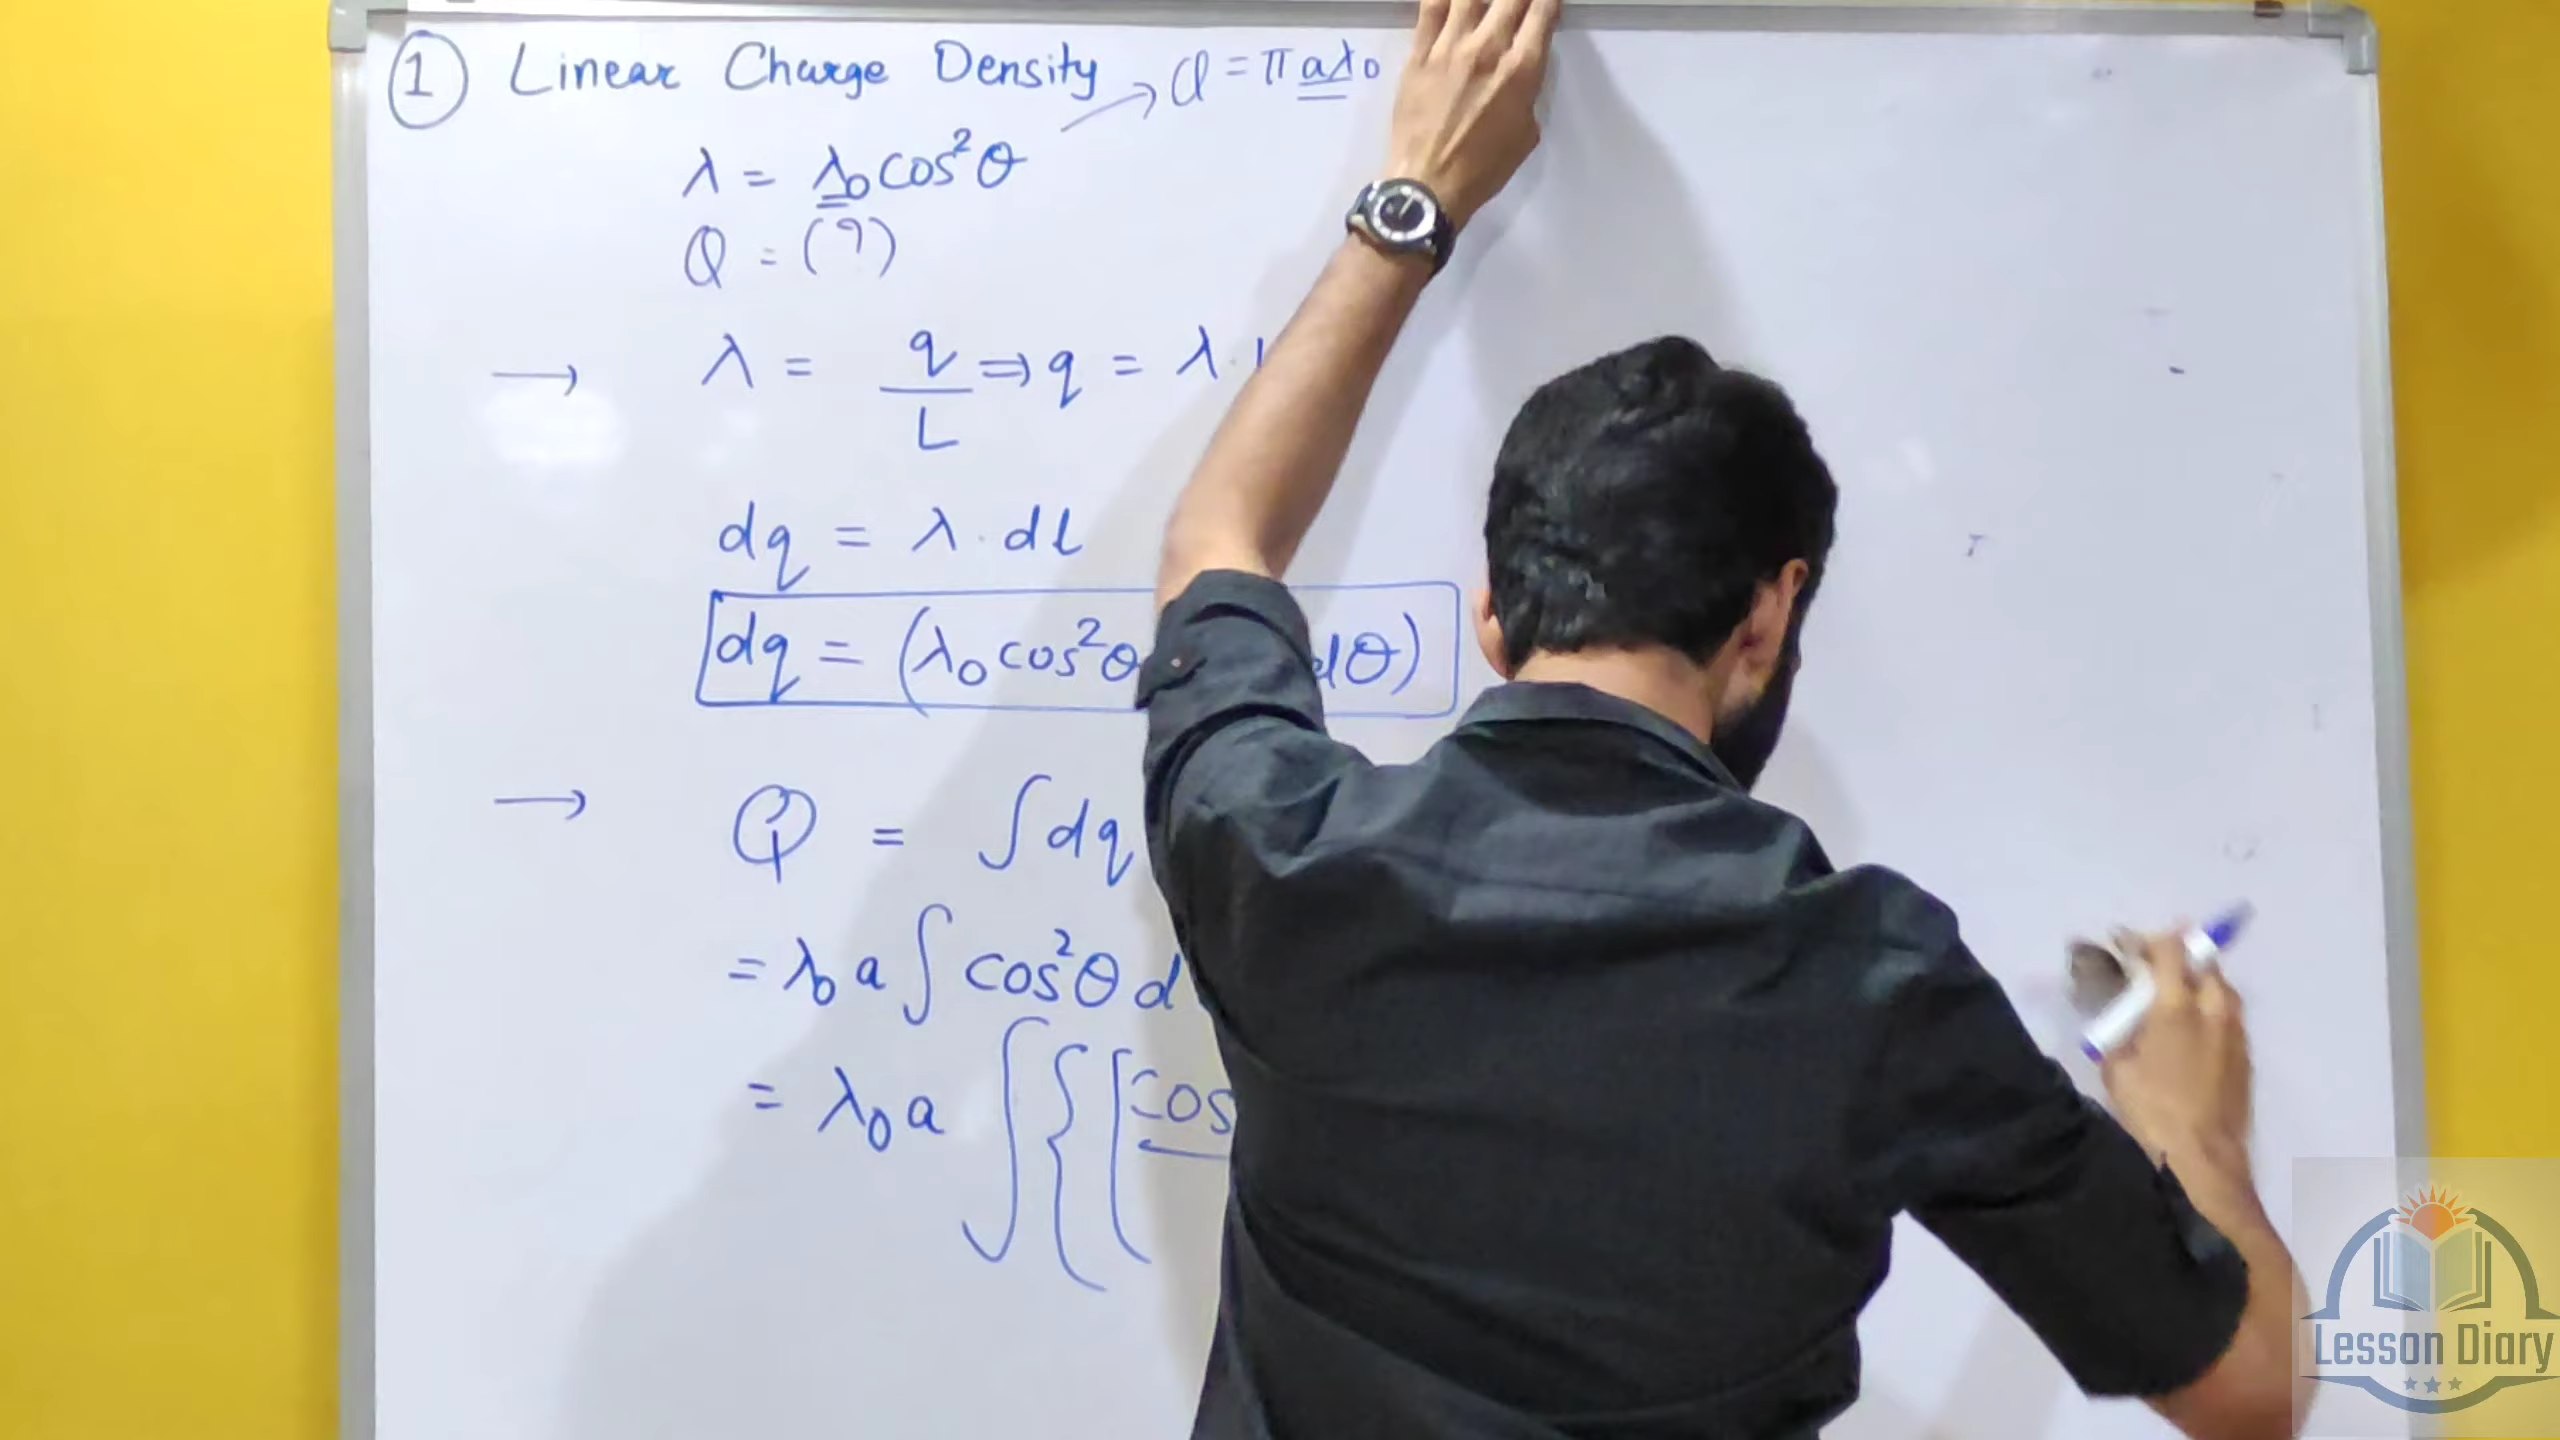 ① Linear Charge Density → Q = πaλ₀
λ = λ₀ cos²θ
Q = (?)
→ λ = q/L ⇒ q = λ.
dq = λ.dl
dq = (λ₀ cos²θ dθ)
→ Q = ∫dq
= λ₀ a ∫ cos²θ d
= λ₀ a ∫ { [ cos
Lesson Diary